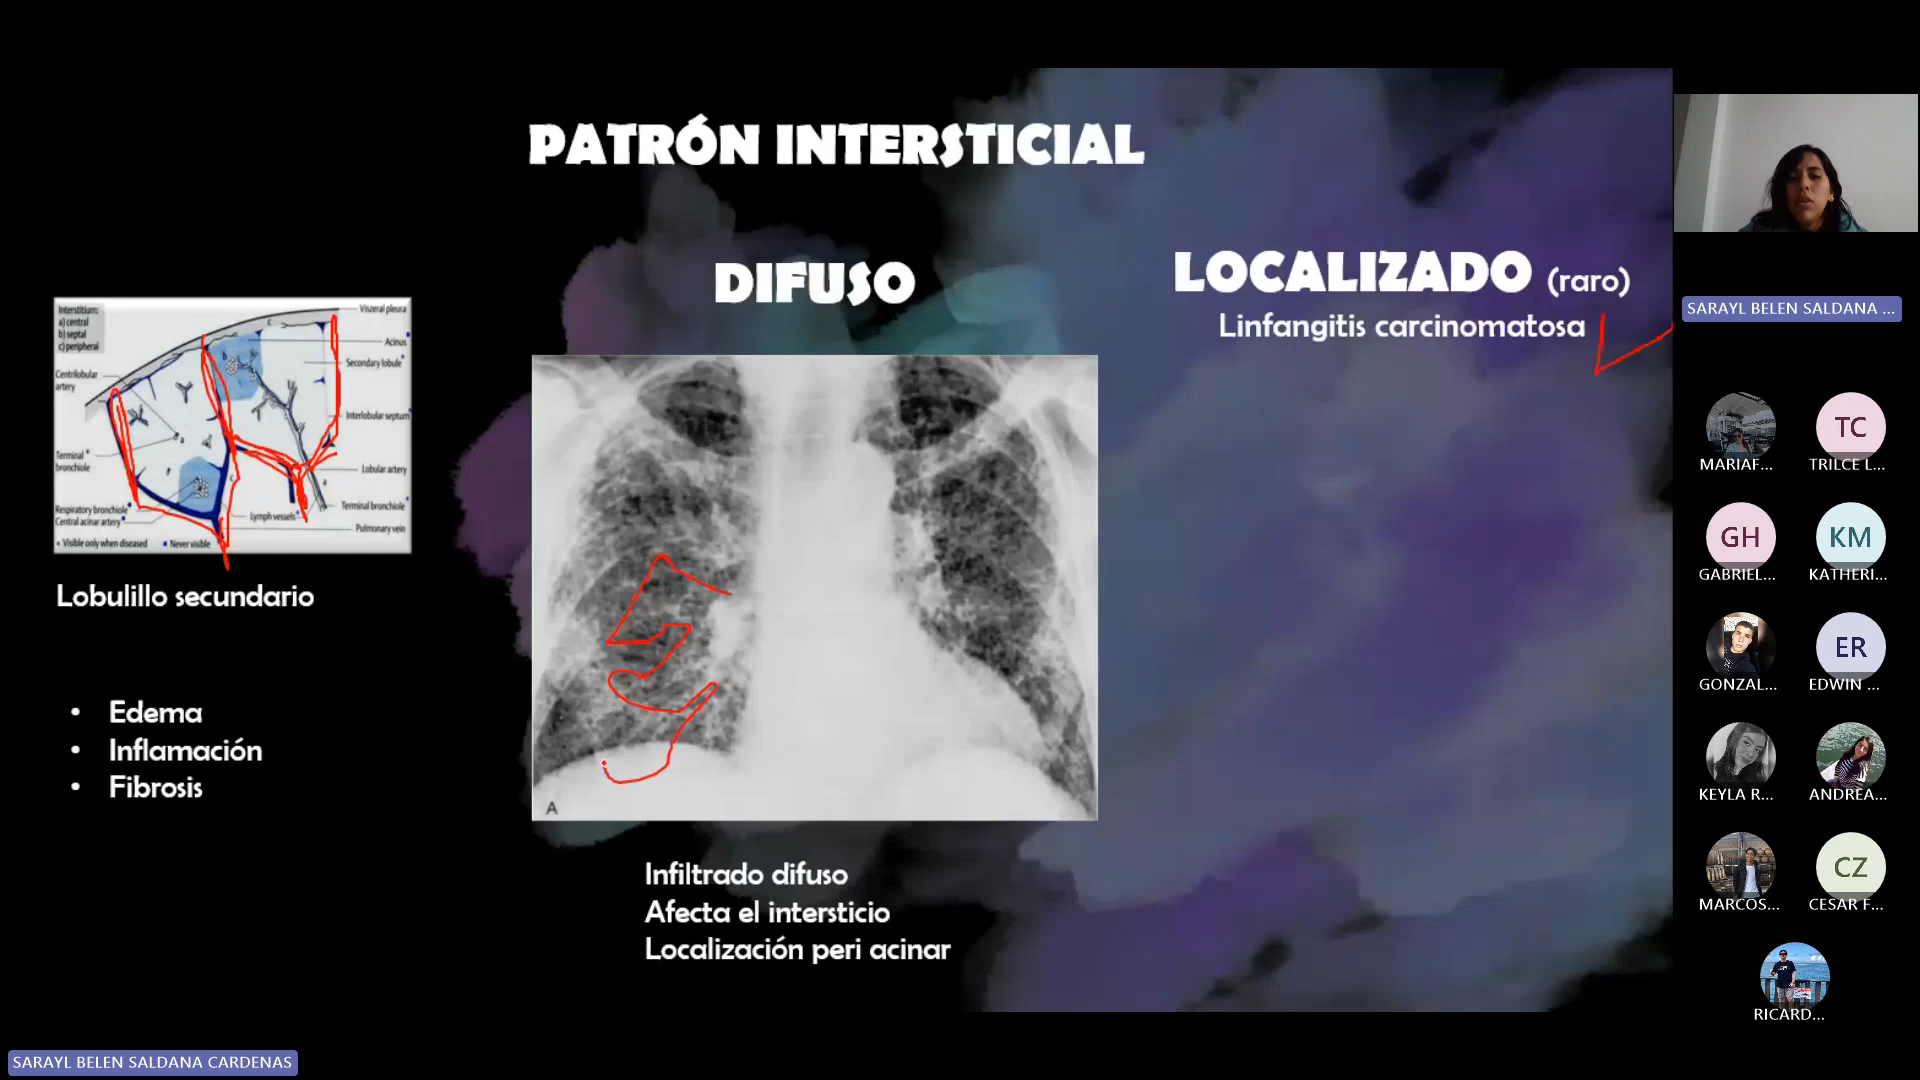 PATRÓN INTERSTICIAL
DIFUSO
LOCALIZADO (raro)
Linfangitis carcinomatosa
Interstitium:
a) central
b) septal
c) peripheral
Centrilobular
artery
Terminal
bronchiole
Respiratory bronchiole
Central acinar artery
Visible only when diseased
Never visible
Viszeral pleura
Acinus
Secondary lobule
Interlobular septum
Lobular artery
Terminal bronchiole
Lymph vessels
Pulmonary vein
c
b
a
a
c
Lobulillo secundario
• Edema
• Inflamación
• Fibrosis
A
Infiltrado difuso
Afecta el intersticio
Localización peri acinar
SARAYL BELEN SALDANA ...
TC
MARIAF...
TRILCE L...
GH
KM
GABRIEL...
KATHERI...
ER
GONZAL...
EDWIN ...
KEYLA R...
ANDREA...
CZ
MARCOS...
CESAR F...
RICARD...
SARAYL BELEN SALDANA CARDENAS